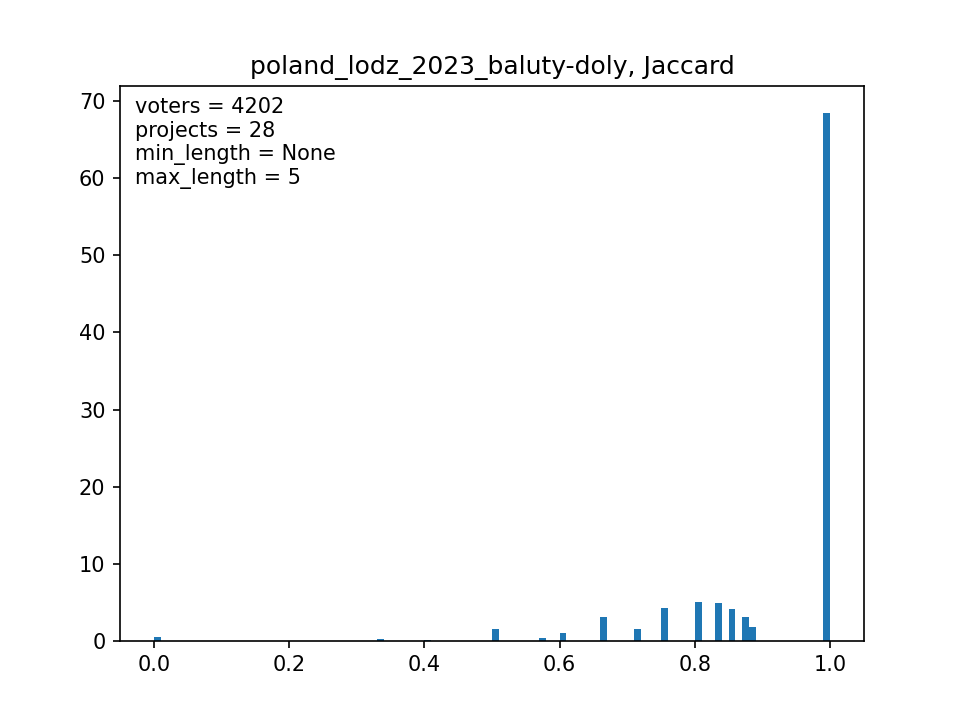 poland_lodz_2023_baluty-doly, Jaccard
voters = 4202
projects = 28
min_length = None
max_length = 5
70
60
50
40
30
20
10
0
0.0 0.2 0.4 0.6 0.8 1.0